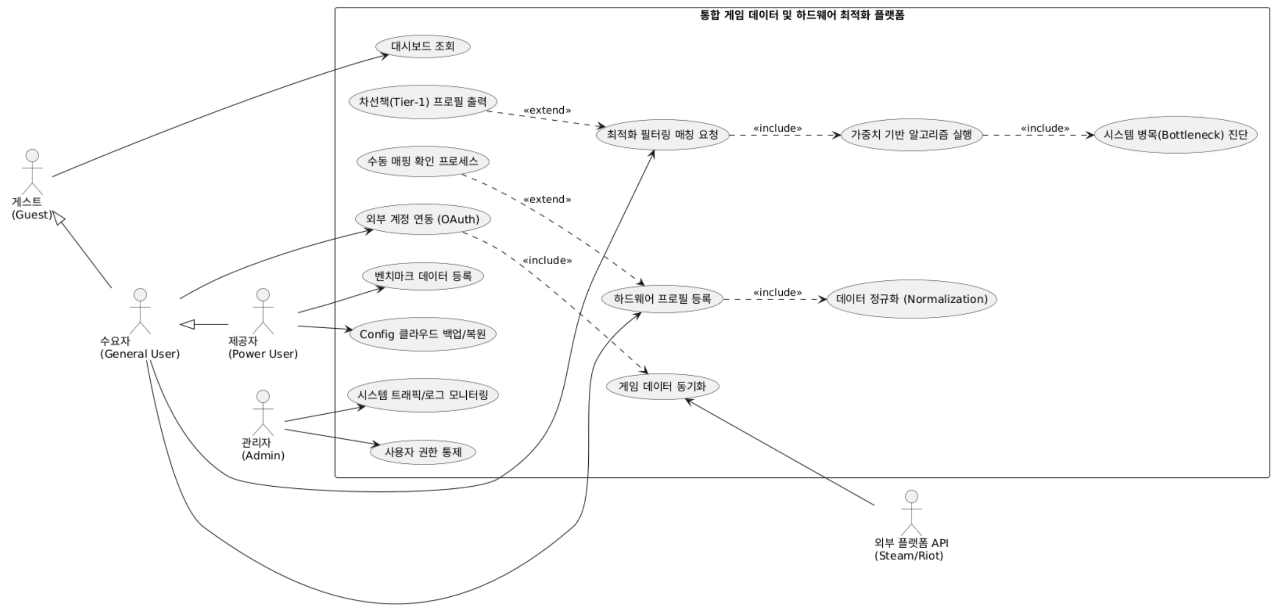 통합 게임 데이터 및 하드웨어 최적화 플랫폼
대시보드 조회
차선책(Tier-1) 프로필 출력
«extend»
최적화 필터링 매칭 요청
«include»
가중치 기반 알고리즘 실행
«include»
시스템 병목(Bottleneck) 진단
수동 매핑 확인 프로세스
«extend»
게스트
(Guest)
외부 계정 연동 (OAuth)
«include»
벤치마크 데이터 등록
하드웨어 프로필 등록
«include»
데이터 정규화 (Normalization)
수요자
(General User)
제공자
(Power User)
Config 클라우드 백업/복원
게임 데이터 동기화
시스템 트래픽/로그 모니터링
관리자
(Admin)
사용자 권한 통제
외부 플랫폼 API
(Steam/Riot)